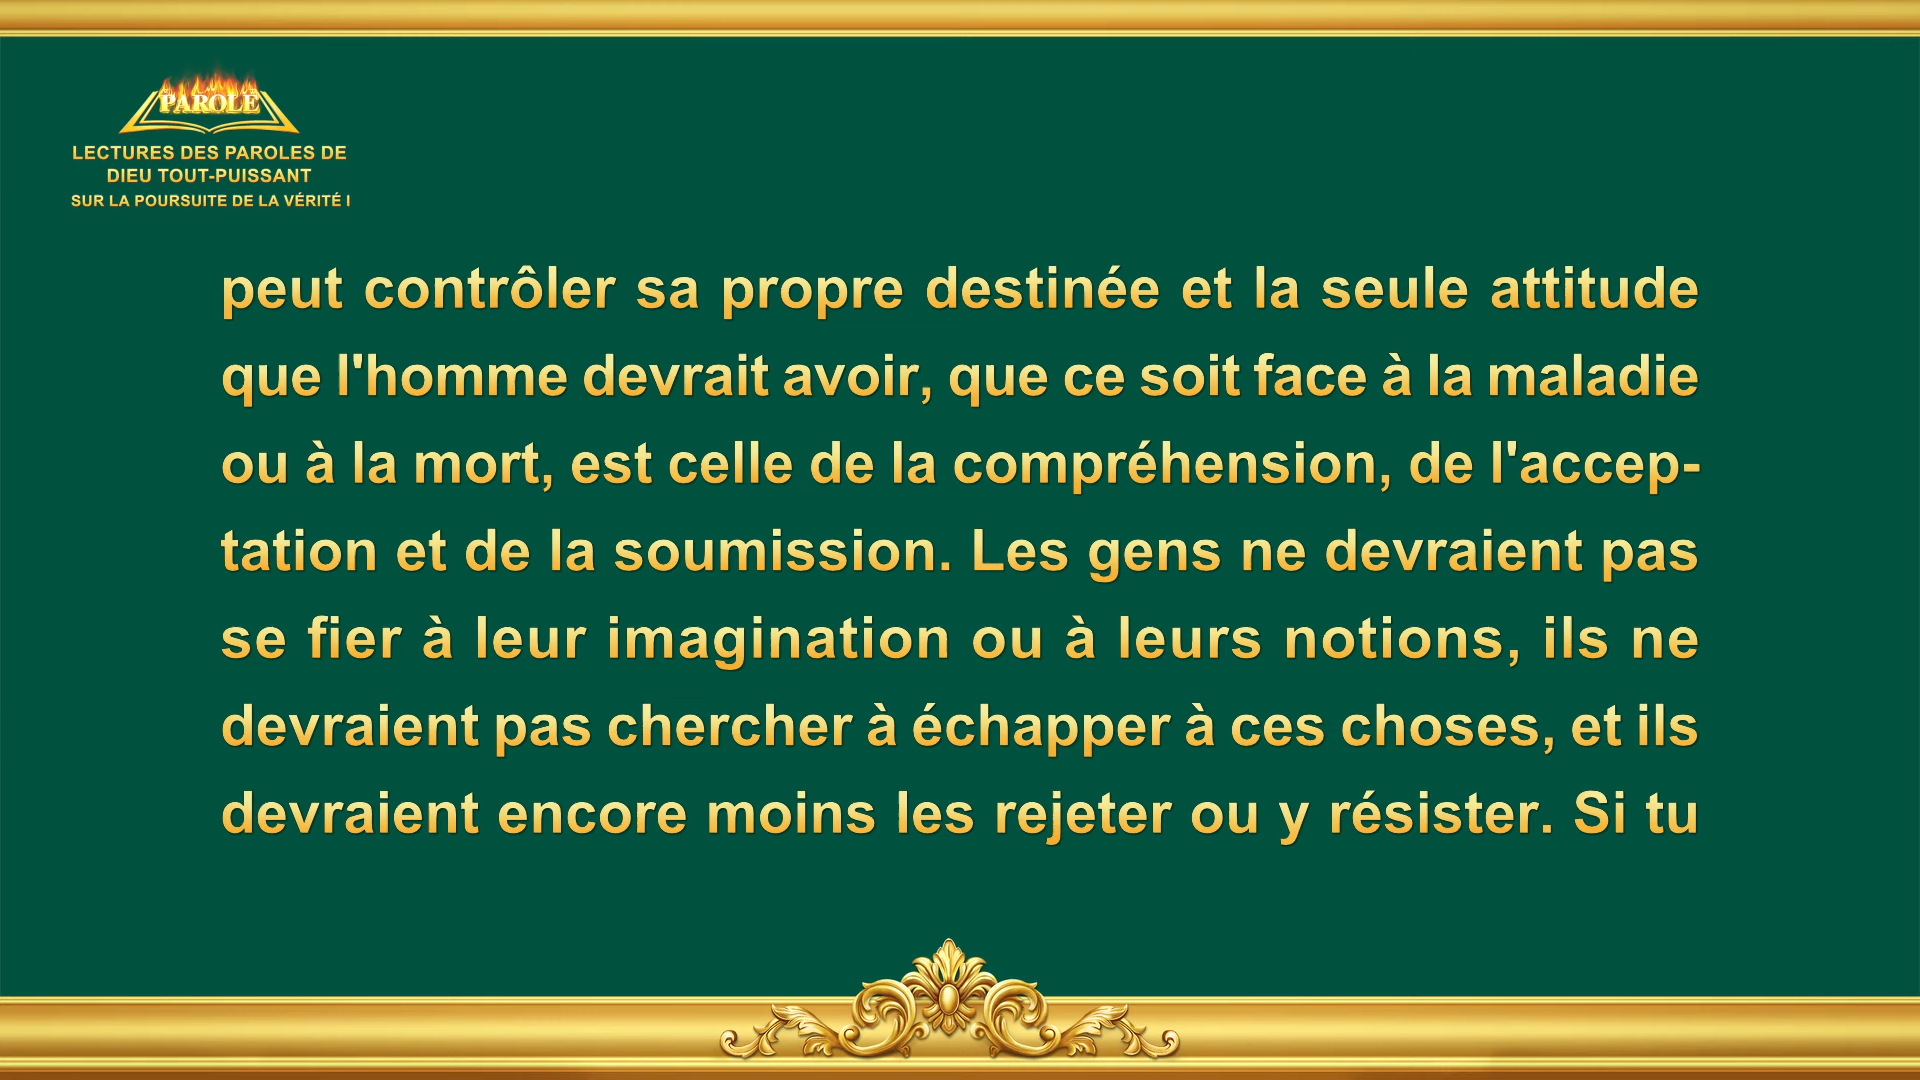 PAROLE
LECTURES DES PAROLES DE
DIEU TOUT-PUISSANT
SUR LA POURSUITE DE LA VÉRITÉ I
peut contrôler sa propre destinée et la seule attitude
que l'homme devrait avoir, que ce soit face à la maladie
ou à la mort, est celle de la compréhension, de l'accep-
tation et de la soumission. Les gens ne devraient pas
se fier à leur imagination ou à leurs notions, ils ne
devraient pas chercher à échapper à ces choses, et ils
devraient encore moins les rejeter ou y résister. Si tu